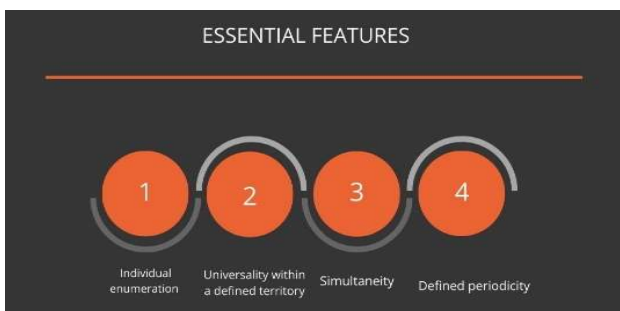 ESSENTIAL FEATURES
1
2
3
4
Individual
enumeration
Universality within
a defined territory
Simultaneity
Defined periodicity